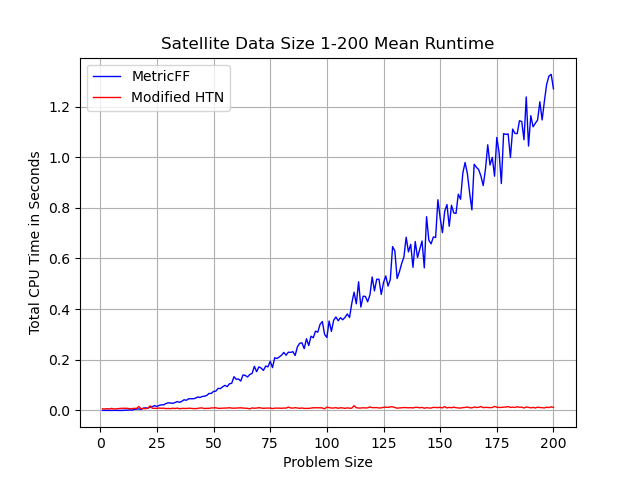 Satellite Data Size 1-200 Mean Runtime
MetricFF
Modified HTN
Total CPU Time in Seconds
1.2
1.0
0.8
0.6
0.4
0.2
0.0
0 25 50 75 100 125 150 175 200
Problem Size